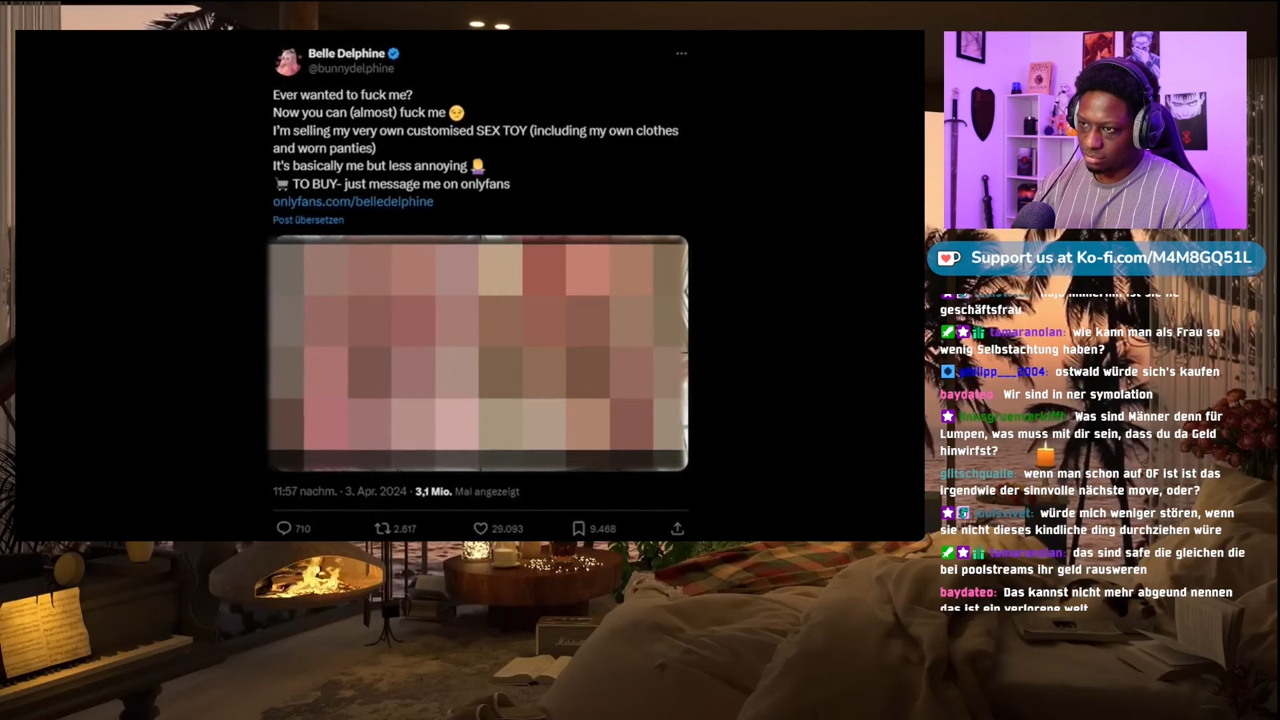 Belle Delphine
@bunnydelphine
Ever wanted to fuck me?
Now you can (almost) fuck me 😏
I'm selling my very own customised SEX TOY (including my own clothes
and worn panties)
It's basically me but less annoying 💁
🛒 TO BUY- just message me on onlyfans
onlyfans.com/belledelphine
Post übersetzen
11:57 nachm. · 3. Apr. 2024 · 3,1 Mio. Mal angezeigt
710
2.617
29.093
9.468
Support us at Ko-fi.com/M4M8GQ51L
geschäftsfrau
tamaranolan: wie kann man als Frau so
wenig Selbstachtung haben?
philipp___2004: ostwald würde sich's kaufen
baydateo: Wir sind in ner symolation
Was sind Männer denn für
Lumpen, was muss mit dir sein, dass du da Geld
hinwirfst?
glitschqualle: wenn man schon auf OF ist ist das
irgendwie der sinnvolle nächste move, oder?
würde mich weniger stören, wenn
sie nicht dieses kindliche ding durchziehen würe
tamaranolan: das sind safe die gleichen die
bei poolstreams ihr geld rausweren
baydateo: Das kannst nicht mehr abgeund nennen
das ist ein verlorene welt